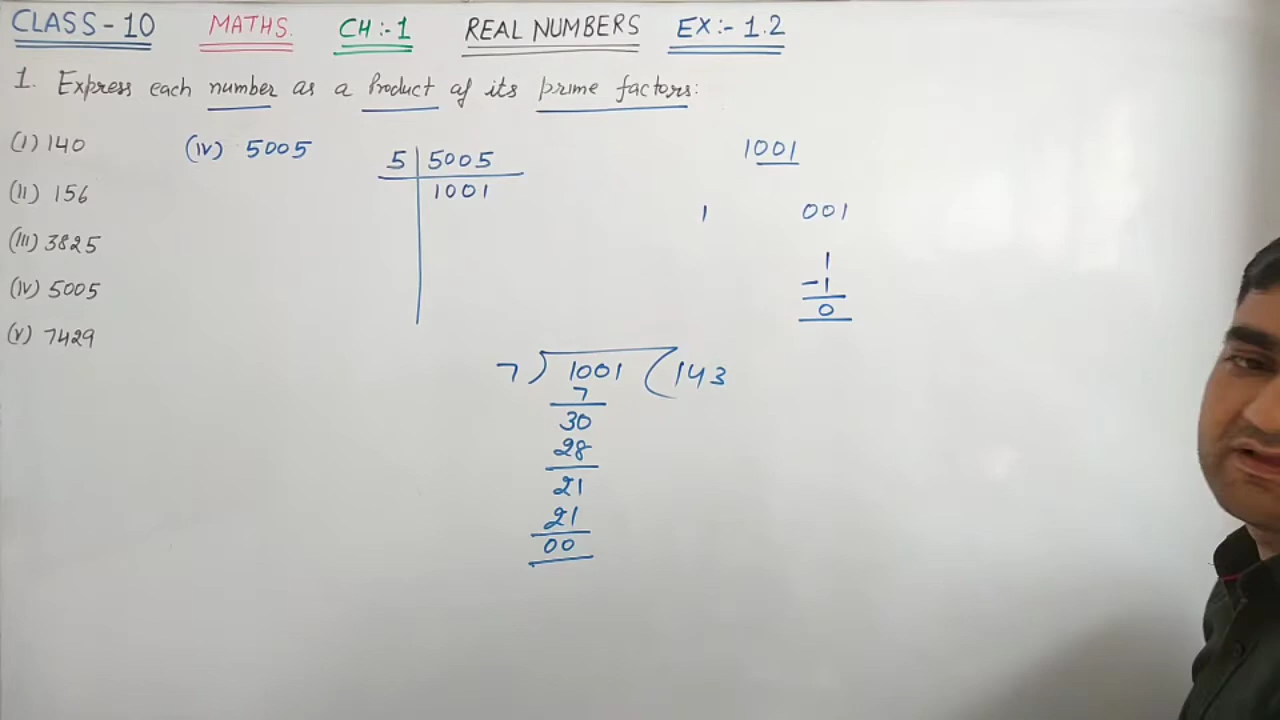 CLASS-10 MATHS. CH:-1 REAL NUMBERS EX:- 1.2
1. Express each number as a Product of its prime factors:
(I) 140
(II) 156
(III) 3825
(IV) 5005
(V) 7429
(IV) 5005
5 | 5005
1001
1001
1 001
1
-1
0
7 ) 1001 ( 143
7
30
28
21
21
00